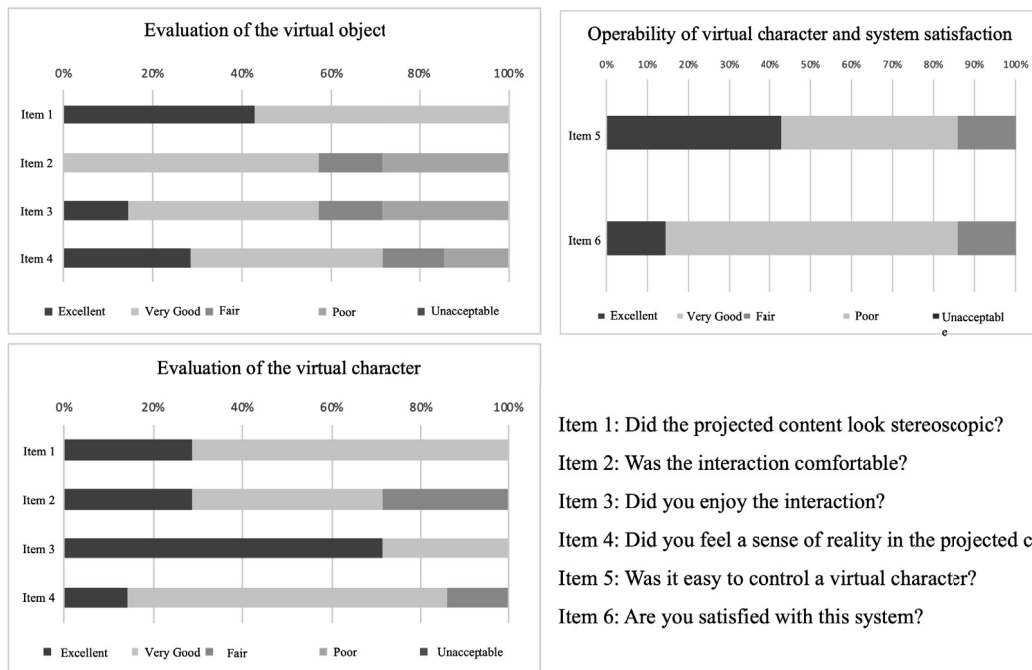 Evaluation of the virtual object
0% 20% 40% 60% 80% 100%
Item 1
Item 2
Item 3
Item 4
Excellent Very Good Fair Poor Unacceptable
Operability of virtual character and system satisfaction
0% 10% 20% 30% 40% 50% 60% 70% 80% 90% 100%
Item 5
Item 6
Excellent Very Good Fair Poor Unacceptabl
e
Evaluation of the virtual character
0% 20% 40% 60% 80% 100%
Item 1
Item 2
Item 3
Item 4
Excellent Very Good Fair Poor Unacceptable
Item 1: Did the projected content look stereoscopic?
Item 2: Was the interaction comfortable?
Item 3: Did you enjoy the interaction?
Item 4: Did you feel a sense of reality in the projected c
Item 5: Was it easy to control a virtual character?
Item 6: Are you satisfied with this system?